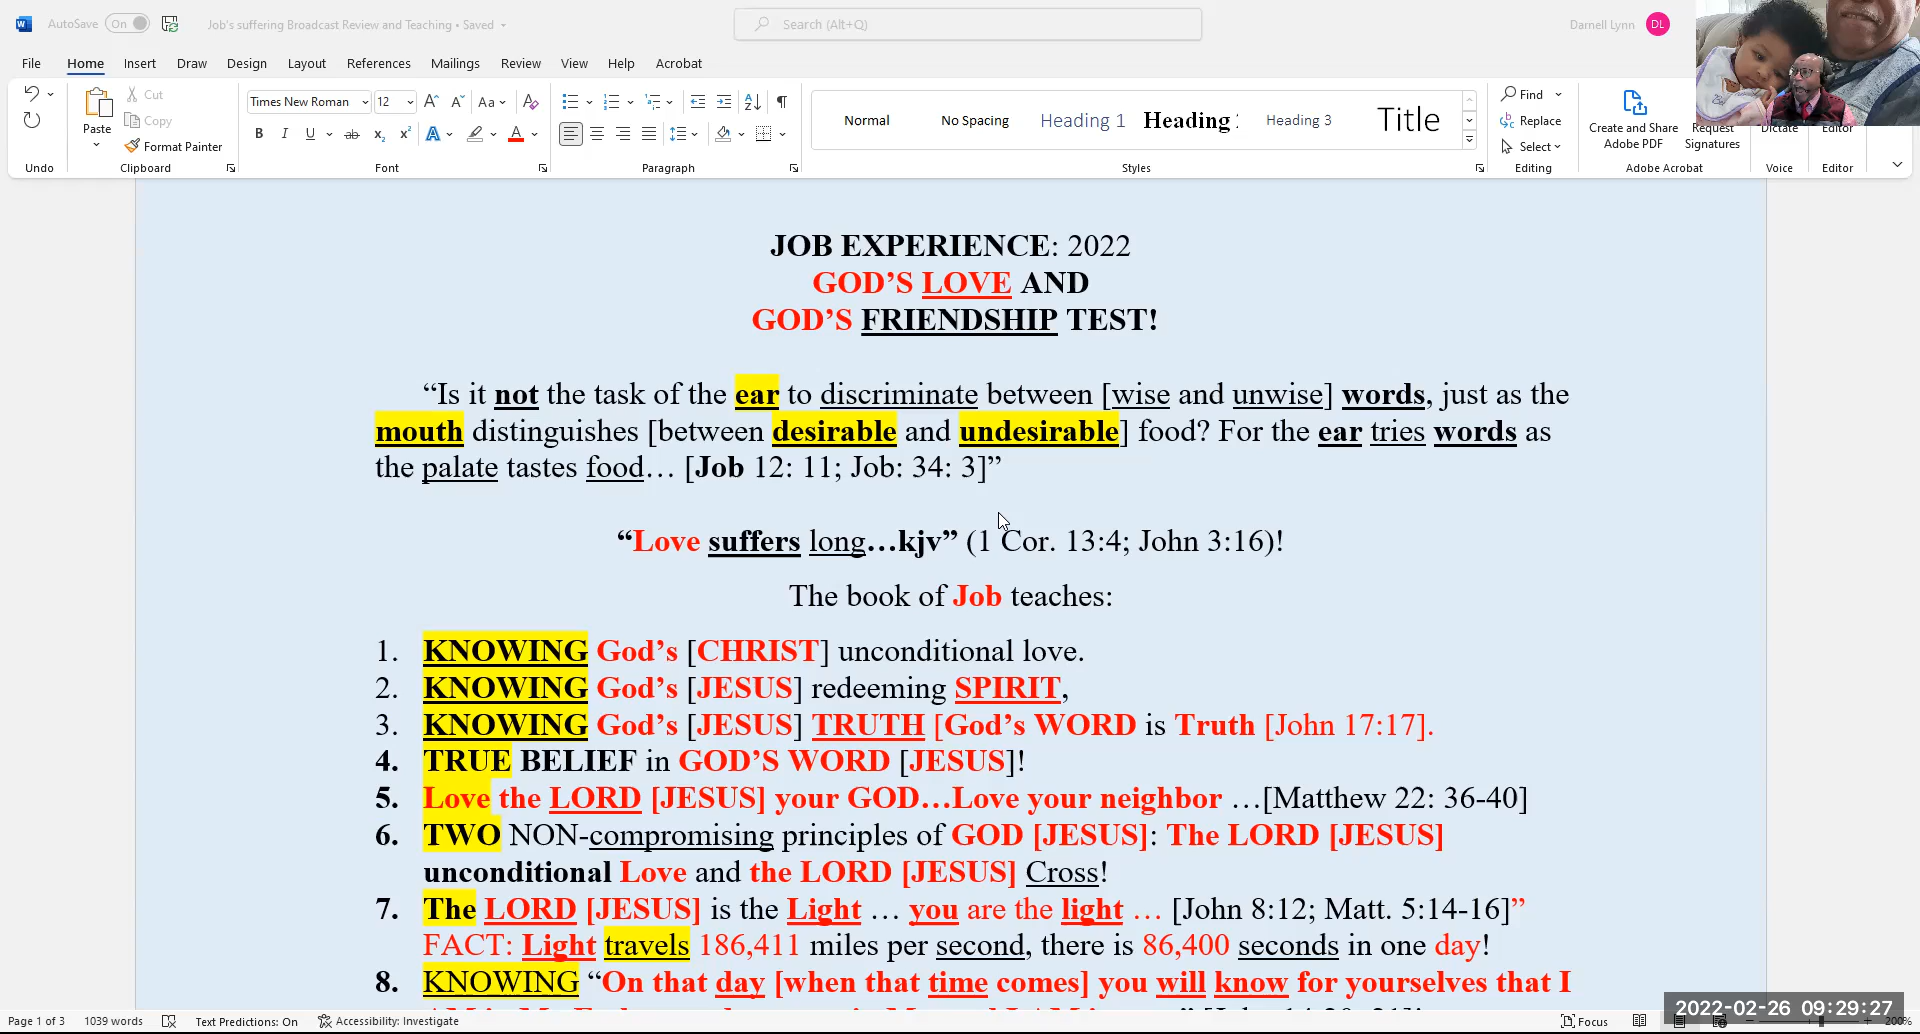 AutoSave On Job's suffering Broadcast Review and Teaching • Saved Search (Alt+Q) Darnell Lynn DL
File Home Insert Draw Design Layout References Mailings Review View Help Acrobat
Times New Roman 12 Aa
Paste Cut Copy Format Painter
Normal No Spacing Heading 1 Heading Heading 3 Title
Find Replace Select
Create and Share Adobe PDF Request Signatures Dictate Editor
Undo Clipboard Font Paragraph Styles Editing Adobe Acrobat Voice Editor
JOB EXPERIENCE: 2022
GOD’S LOVE AND
GOD’S FRIENDSHIP TEST!
“Is it not the task of the ear to discriminate between [wise and unwise] words, just as the
mouth distinguishes [between desirable and undesirable] food? For the ear tries words as
the palate tastes food… [Job 12: 11; Job: 34: 3]”
“Love suffers long…kjv” (1 Cor. 13:4; John 3:16)!
The book of Job teaches:
1. KNOWING God’s [CHRIST] unconditional love.
2. KNOWING God’s [JESUS] redeeming SPIRIT,
3. KNOWING God’s [JESUS] TRUTH [God’s WORD is Truth [John 17:17].
4. TRUE BELIEF in GOD’S WORD [JESUS]!
5. Love the LORD [JESUS] your GOD…Love your neighbor …[Matthew 22: 36-40]
6. TWO NON-compromising principles of GOD [JESUS]: The LORD [JESUS]
unconditional Love and the LORD [JESUS] Cross!
7. The LORD [JESUS] is the Light … you are the light … [John 8:12; Matt. 5:14-16]”
FACT: Light travels 186,411 miles per second, there is 86,400 seconds in one day!
8. KNOWING “On that day [when that time comes] you will know for yourselves that I
Page 1 of 3 1039 words Text Predictions: On Accessibility: Investigate Focus 200%
2022-02-26 09:29:27